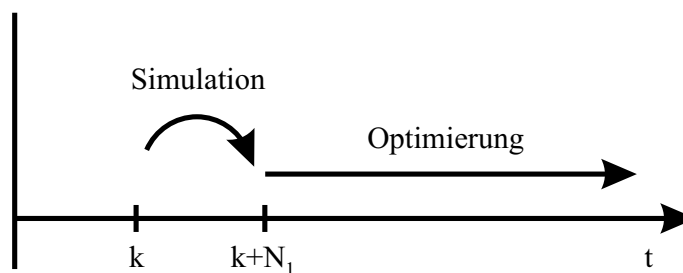 Simulation
Optimierung
k
k+N₁
t